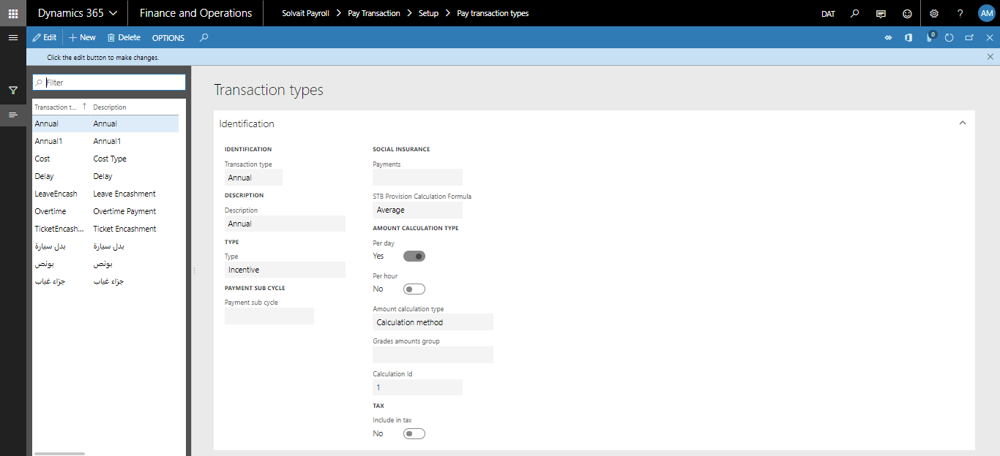 Dynamics 365 Finance and Operations Solvait Payroll Pay Transaction Setup Pay transaction types DAT ? AM
Edit New Delete OPTIONS 0
Click the edit button to make changes.
Filter
Transaction t... ↑ Description
Annual Annual
Annual1 Annual1
Cost Cost Type
Delay Delay
LeaveEncash Leave Encashment
Overtime Overtime Payment
TicketEncash... Ticket Encashment
بدل سيارة بدل سيارة
بونص بونص
جزاء غياب جزاء غياب
Transaction types
Identification
IDENTIFICATION
Transaction type
Annual
DESCRIPTION
Description
Annual
TYPE
Type
Incentive
PAYMENT SUB CYCLE
Payment sub cycle
SOCIAL INSURANCE
Payments
STB Provision Calculation Formula
Average
AMOUNT CALCULATION TYPE
Per day
Yes
Per hour
No
Amount calculation type
Calculation method
Grades amounts group
Calculation Id
1
TAX
Include in tax
No